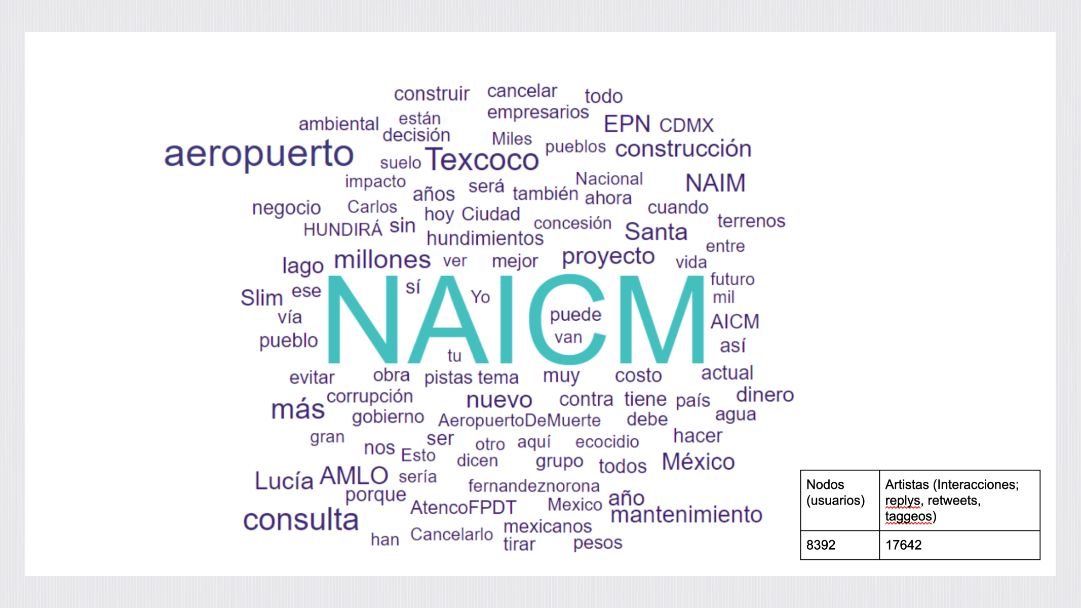 construir cancelar todo
están empresarios
ambiental decisión EPN CDMX
Miles pueblos construcción
aeropuerto suelo Texcoco
impacto años será también Nacional NAIM
ahora
negocio Carlos hoy Ciudad cuando
HUNDIRÁ sin concesión terrenos
hundimientos Santa
lago millones ver mejor proyecto vida entre
Slim ese sí Yo futuro
mil
vía NAICM puede AICM
pueblo van así
tu
evitar obra pistas tema muy costo actual
corrupción nuevo contra tiene país dinero
más gobierno AeropuertoDeMuerte debe agua
gran ser otro aquí ecocidio hacer
nos Esto dicen grupo todos México
Lucía AMLO sería fernandeznorona
porque AtencoFPDT Mexico año
consulta mexicanos mantenimiento
han Cancelarlo tirar pesos
Nodos
(usuarios)
Artistas (Interacciones;
replys, retweets,
taggeos)
8392 17642